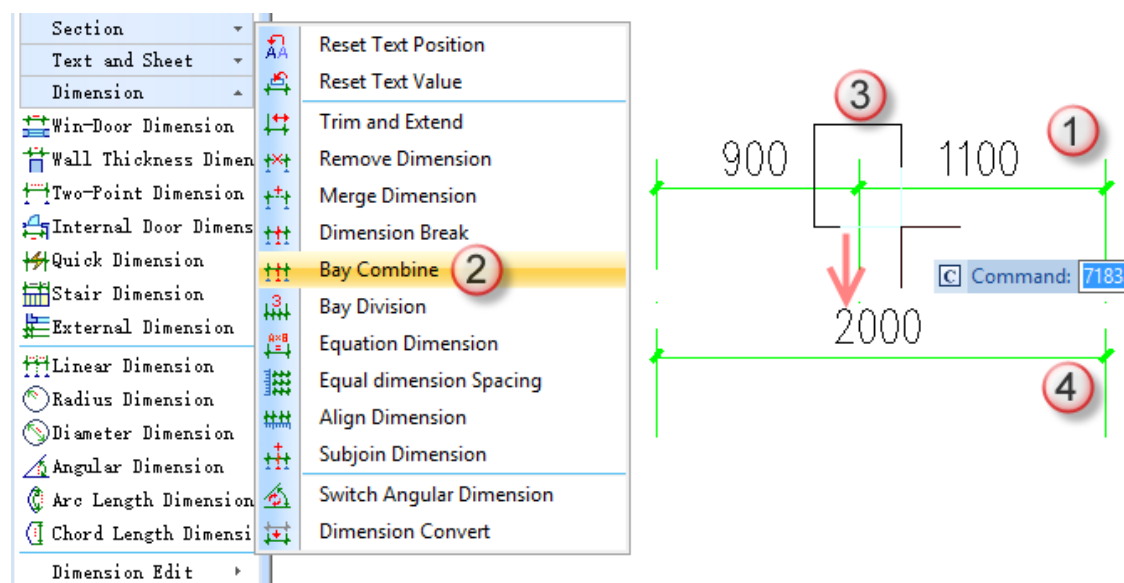 Section
Text and Sheet
Dimension
Win-Door Dimension
Wall Thickness Dimen
Two-Point Dimension
Internal Door Dimens
Quick Dimension
Stair Dimension
External Dimension
Linear Dimension
Radius Dimension
Diameter Dimension
Angular Dimension
Arc Length Dimension
Chord Length Dimensi
Dimension Edit
Reset Text Position
Reset Text Value
Trim and Extend
Remove Dimension
Merge Dimension
Dimension Break
Bay Combine 2
Bay Division
Equation Dimension
Equal dimension Spacing
Align Dimension
Subjoin Dimension
Switch Angular Dimension
Dimension Convert
3
1
900 1100
C Command: 7183
2000
4